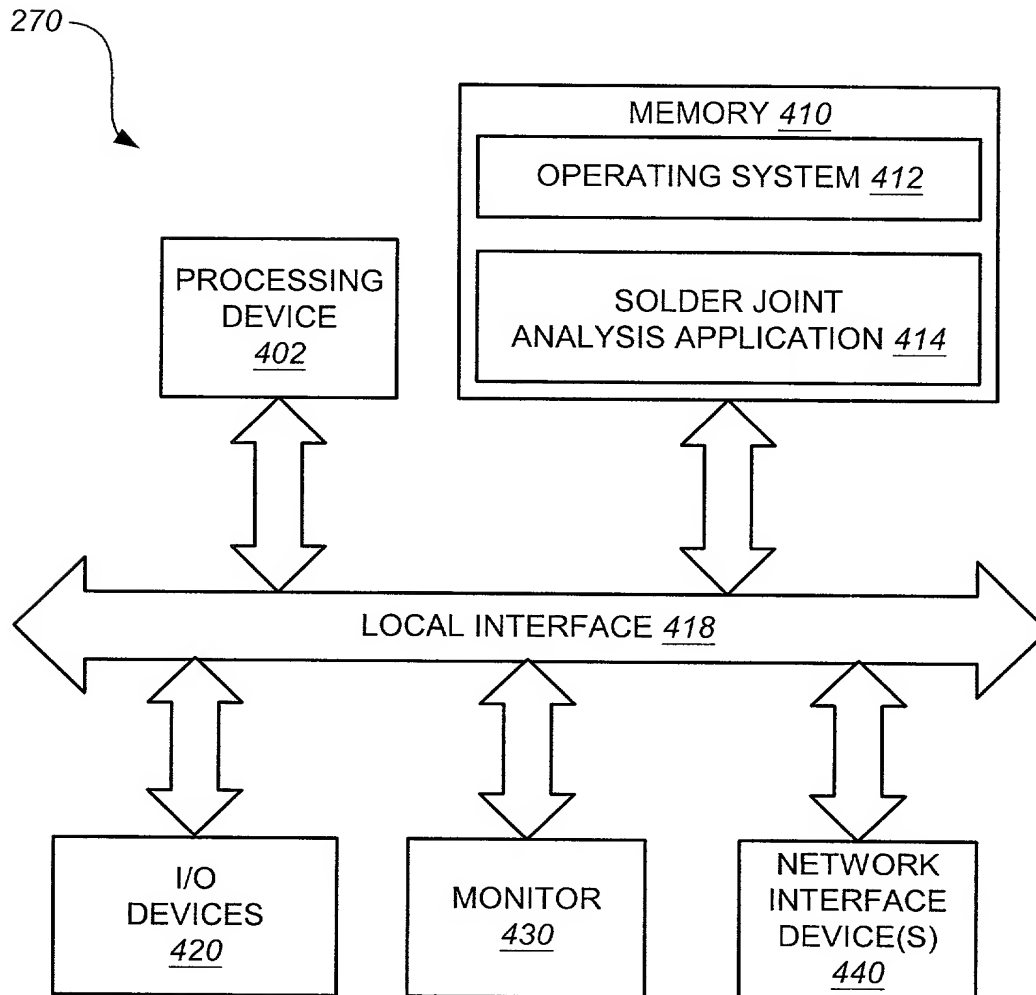 270
MEMORY 410
OPERATING SYSTEM 412
SOLDER JOINT
ANALYSIS APPLICATION 414
PROCESSING
DEVICE
402
LOCAL INTERFACE 418
I/O
DEVICES
420
MONITOR
430
NETWORK
INTERFACE
DEVICE(S)
440